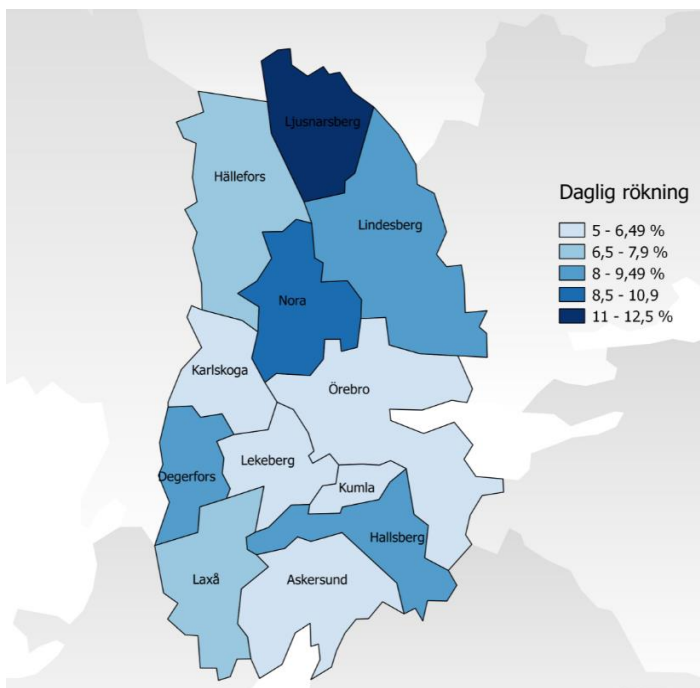 Ljusnarsberg
Hällefors
Lindesberg
Daglig rökning
5 - 6,49 %
6,5 - 7,9 %
8 - 9,49 %
8,5 - 10,9
11 - 12,5 %
Nora
Karlskoga
Örebro
Lekeberg
Degerfors
Kumla
Hallsberg
Laxå
Askersund